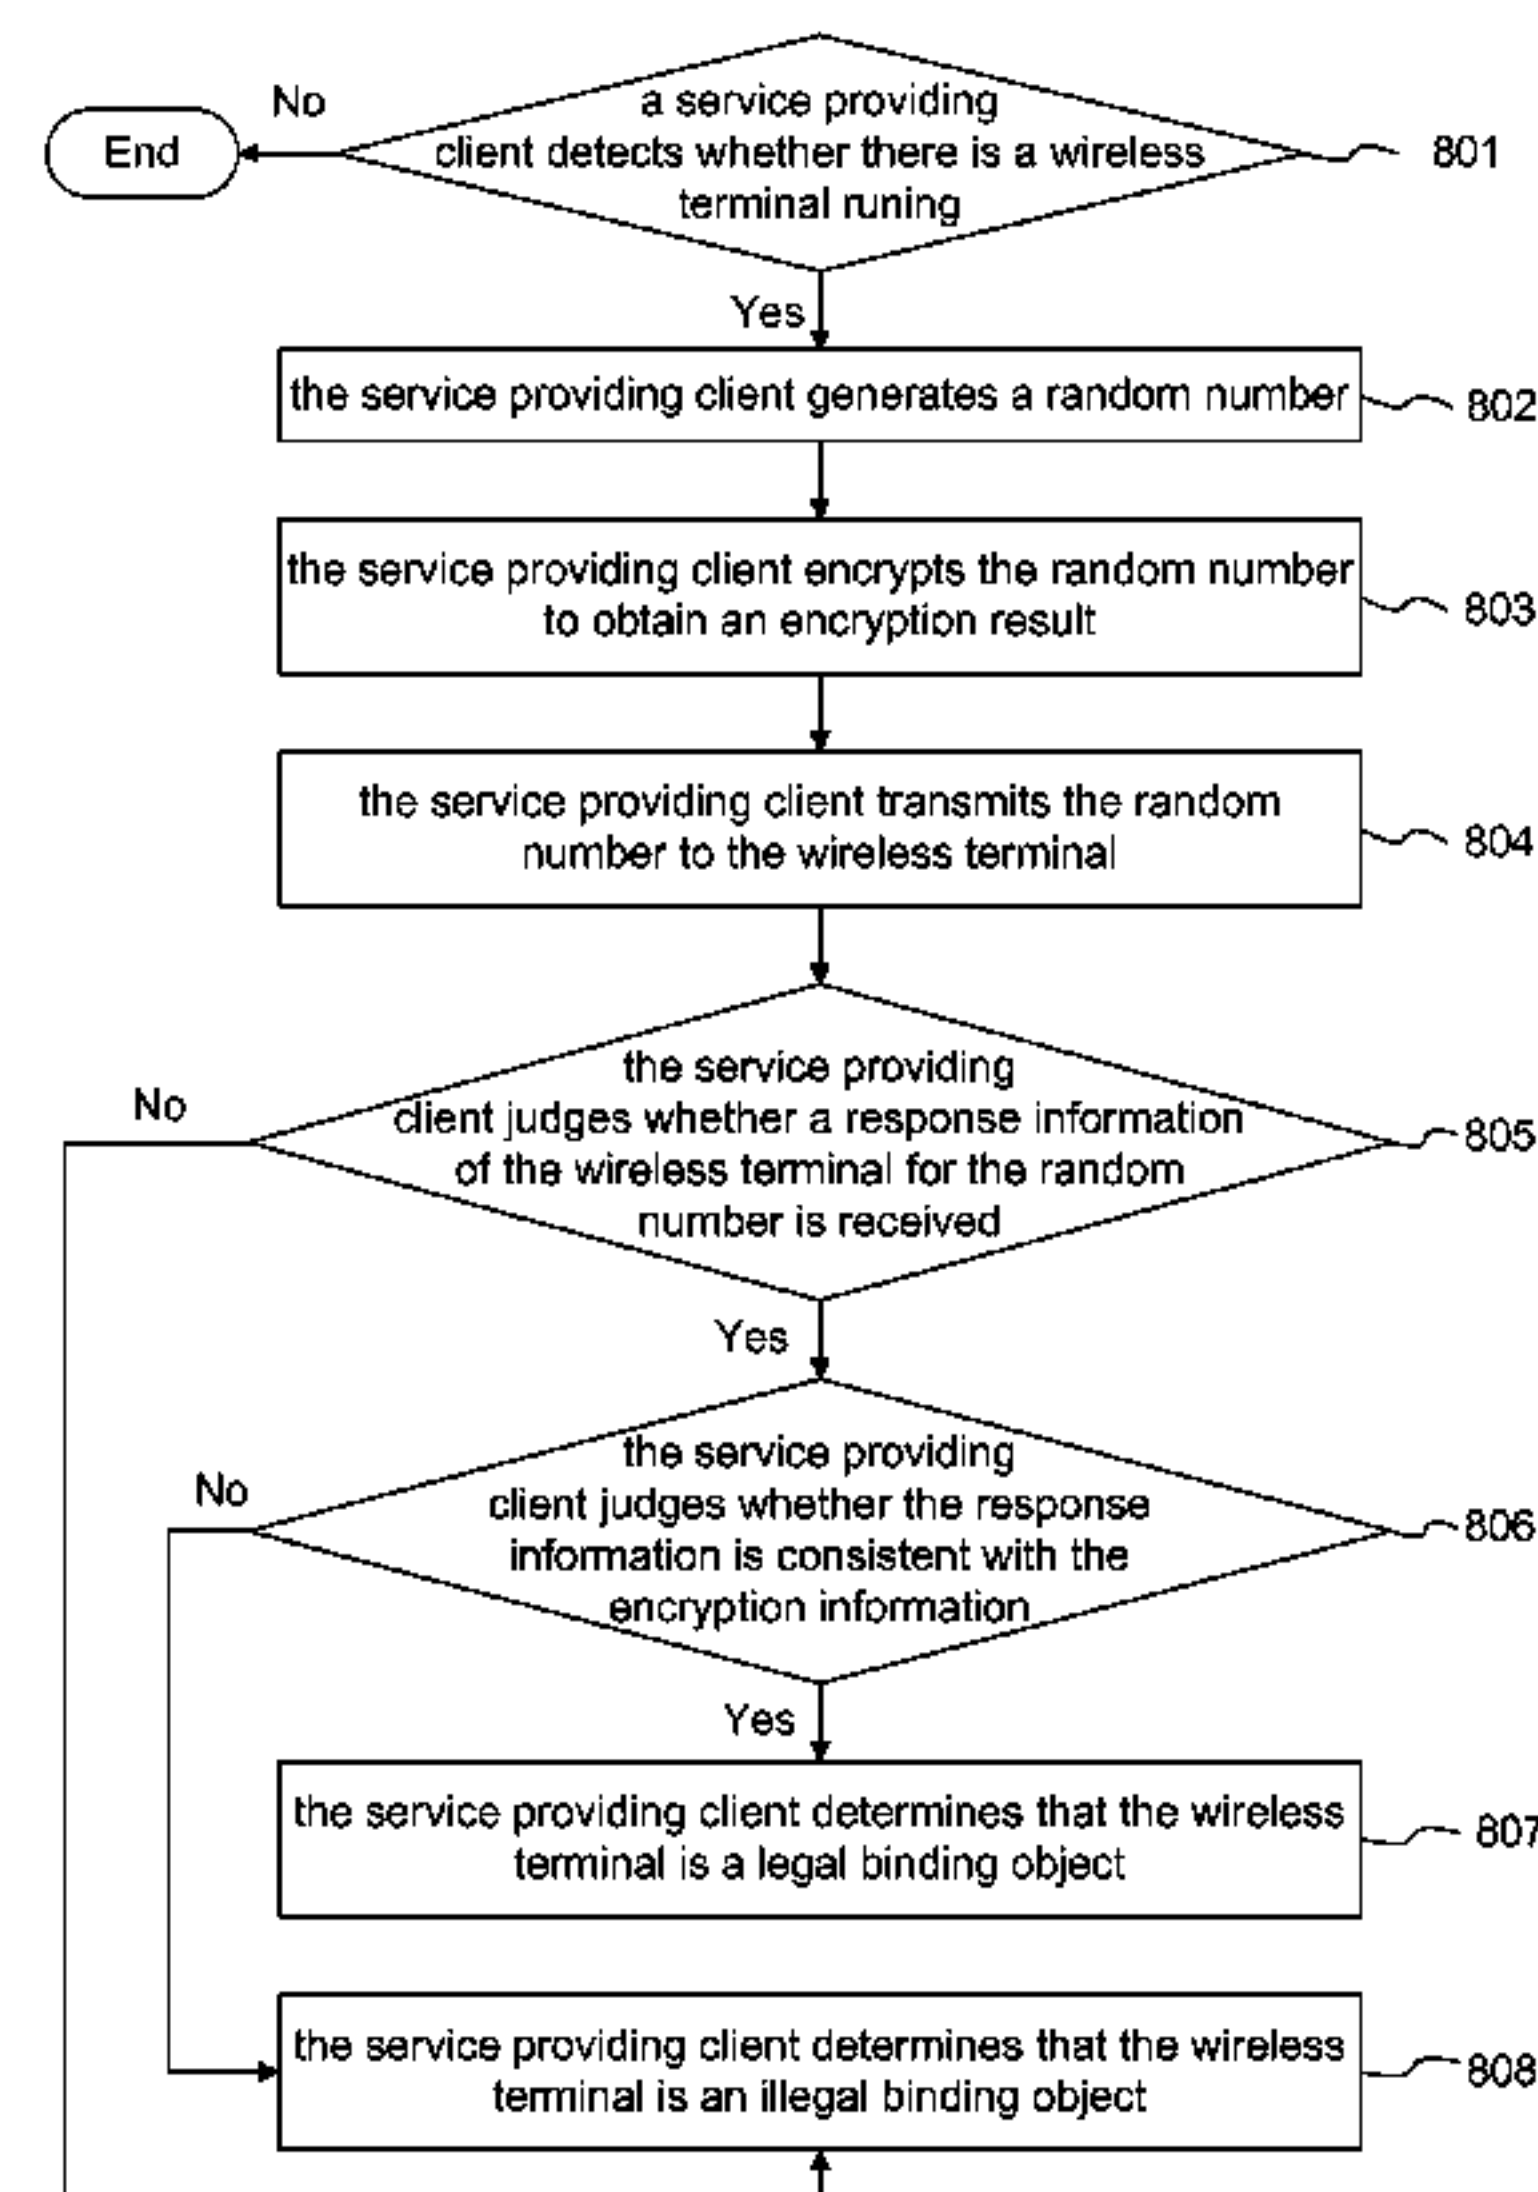 No
End
a service providing
client detects whether there is a wireless
terminal runing
801
Yes
the service providing client generates a random number
802
the service providing client encrypts the random number
to obtain an encryption result
803
the service providing client transmits the random
number to the wireless terminal
804
No
the service providing
client judges whether a response information
of the wireless terminal for the random
number is received
805
Yes
No
the service providing
client judges whether the response
information is consistent with the
encryption information
806
Yes
the service providing client determines that the wireless
terminal is a legal binding object
807
the service providing client determines that the wireless
terminal is an illegal binding object
808